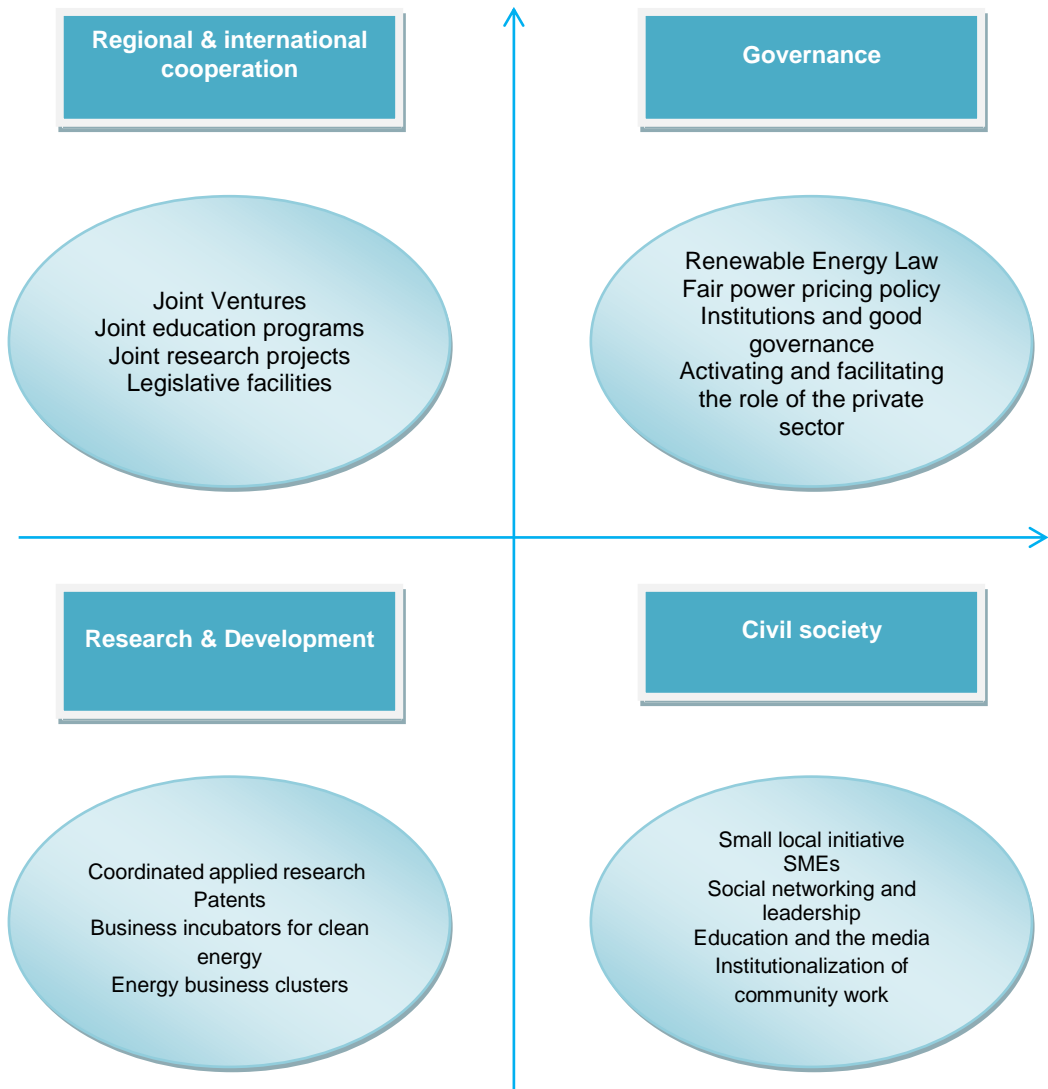 Regional & international
cooperation
Governance
Joint Ventures
Joint education programs
Joint research projects
Legislative facilities
Renewable Energy Law
Fair power pricing policy
Institutions and good
governance
Activating and facilitating
the role of the private
sector
Research & Development
Civil society
Coordinated applied research
Patents
Business incubators for clean
energy
Energy business clusters
Small local initiative
SMEs
Social networking and
leadership
Education and the media
Institutionalization of
community work